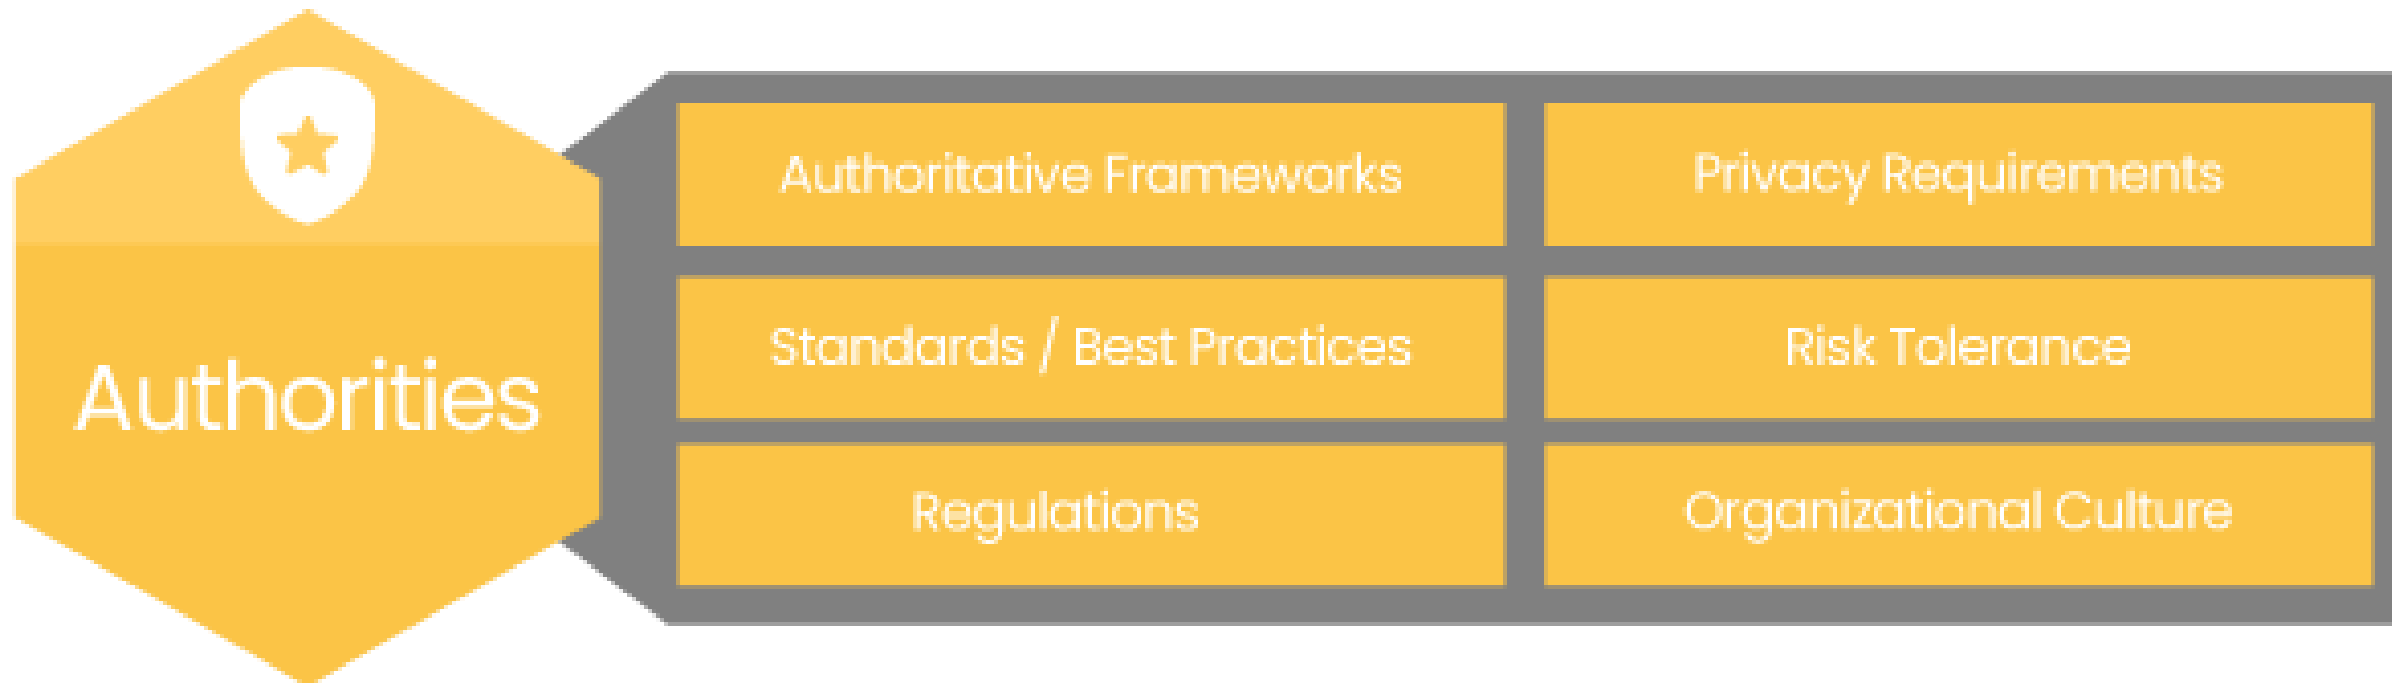 Authorities
Authoritative Frameworks
Privacy Requirements
Standards / Best Practices
Risk Tolerance
Regulations
Organizational Culture